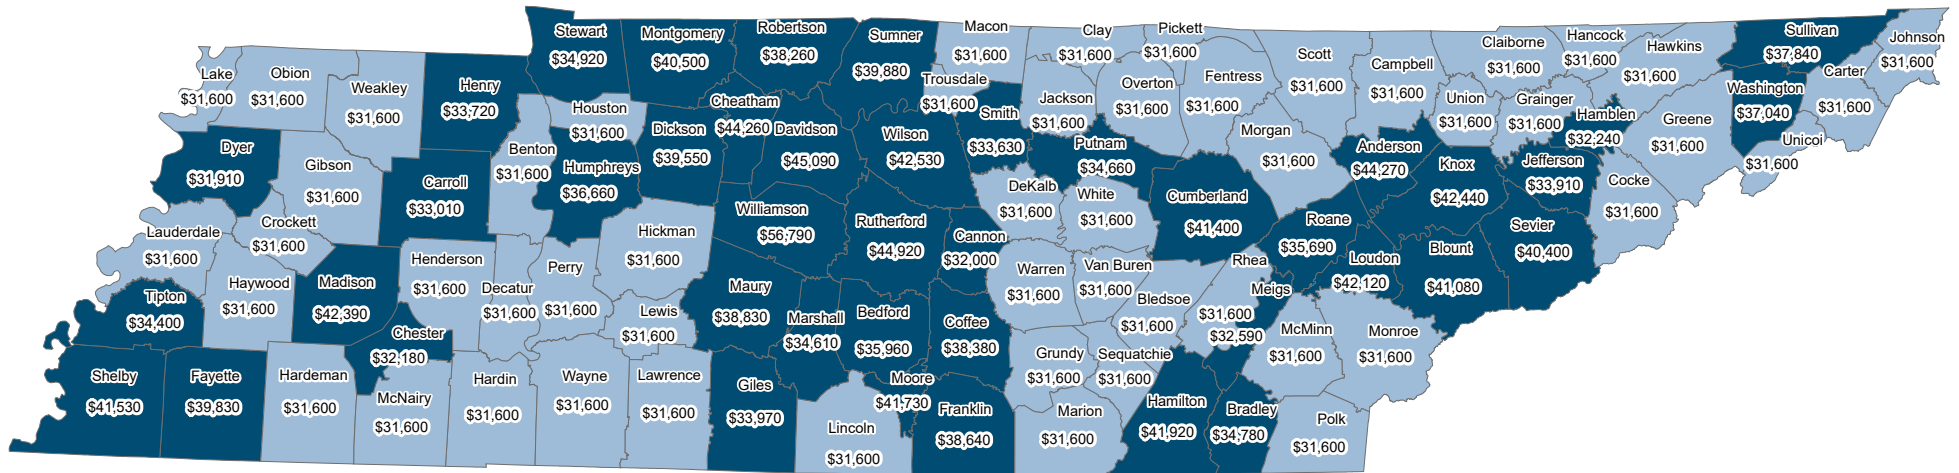 Lake
$31,600
Obion
$31,600
Weakley
$31,600
Henry
$33,720
Stewart
$34,920
Montgomery
$40,500
Robertson
$38,260
Sumner
$39,880
Macon
$31,600
Trousdale
$31,600
Clay
$31,600
Pickett
$31,600
Scott
$31,600
Campbell
$31,600
Claiborne
$31,600
Hancock
$31,600
Hawkins
$31,600
Sullivan
$37,840
Johnson
$31,600
Carter
$31,600
Washington
$37,040
Unicoi
$31,600
Greene
$31,600
Hamblen
$32,240
Grainger
$31,600
Union
$31,600
Fentress
$31,600
Overton
$31,600
Jackson
$31,600
Smith
$33,630
Wilson
$42,530
Davidson
$45,090
Cheatham
$44,260
Dickson
$39,550
Houston
$31,600
Humphreys
$36,660
Benton
$31,600
Carroll
$33,010
Gibson
$31,600
Dyer
$31,910
Crockett
$31,600
Lauderdale
$31,600
Haywood
$31,600
Madison
$42,390
Henderson
$31,600
Decatur
$31,600
Perry
$31,600
Hickman
$31,600
Lewis
$31,600
Williamson
$56,790
Maury
$38,830
Rutherford
$44,920
Cannon
$32,000
DeKalb
$31,600
White
$31,600
Putnam
$34,660
Cumberland
$41,400
Morgan
$31,600
Anderson
$44,270
Knox
$42,440
Jefferson
$33,910
Cocke
$31,600
Sevier
$40,400
Blount
$41,080
Loudon
$42,120
Roane
$35,690
Rhea
$31,600
Meigs
$32,590
McMinn
$31,600
Monroe
$31,600
Polk
$31,600
Bradley
$34,780
Hamilton
$41,920
Bledsoe
$31,600
Van Buren
$31,600
Warren
$31,600
Sequatchie
$31,600
Grundy
$31,600
Marion
$31,600
Franklin
$38,640
Coffee
$38,380
Moore
$41,730
Bedford
$35,960
Marshall
$34,610
Lincoln
$31,600
Giles
$33,970
Lawrence
$31,600
Wayne
$31,600
Hardin
$31,600
McNairy
$31,600
Chester
$32,180
Hardeman
$31,600
Fayette
$39,830
Shelby
$41,530
Tipton
$34,400